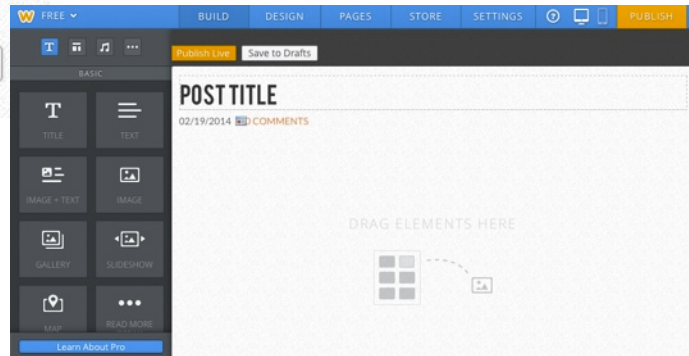 FREE BUILD DESIGN PAGES STORE SETTINGS PUBLISH
T
Publish Live Save to Drafts
BASIC
POST TITLE
02/19/2014 0 COMMENTS
T
TITLE TEXT
IMAGE + TEXT IMAGE
DRAG ELEMENTS HERE
GALLERY SLIDESHOW
MAP READ MORE
Learn About Pro